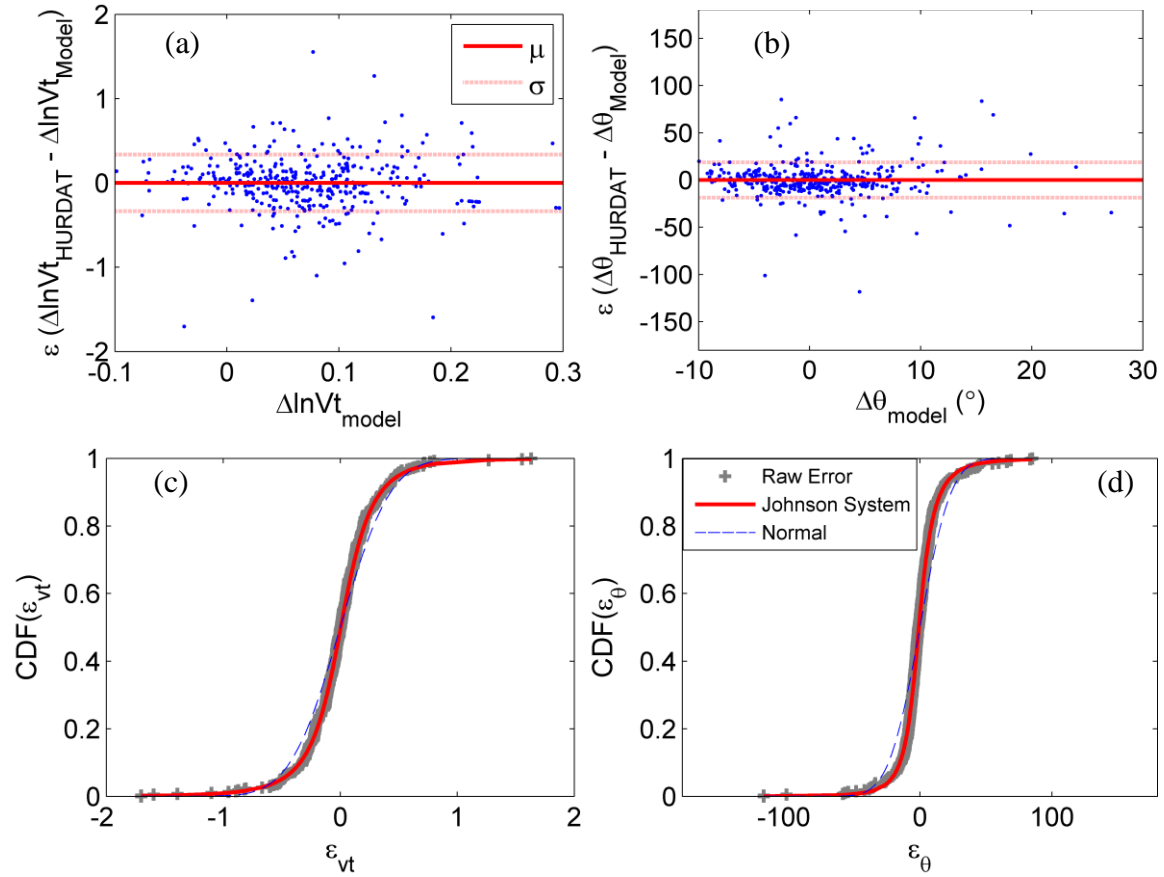 (a)
μ
σ
2
1
0
-1
-2
-0.1
0
0.1
0.2
0.3
ε (ΔlnVt_HURDAT - ΔlnVt_Model)
ΔlnVt_model
(b)
150
100
50
0
-50
-100
-150
-10
0
10
20
30
ε (Δθ_HURDAT - Δθ_Model)
Δθ_model (°)
(c)
1
0.8
0.6
0.4
0.2
0
-2
-1
0
1
2
CDF(ε_vt)
ε_vt
Raw Error
Johnson System
Normal
(d)
1
0.8
0.6
0.4
0.2
0
-100
0
100
CDF(ε_θ)
ε_θ